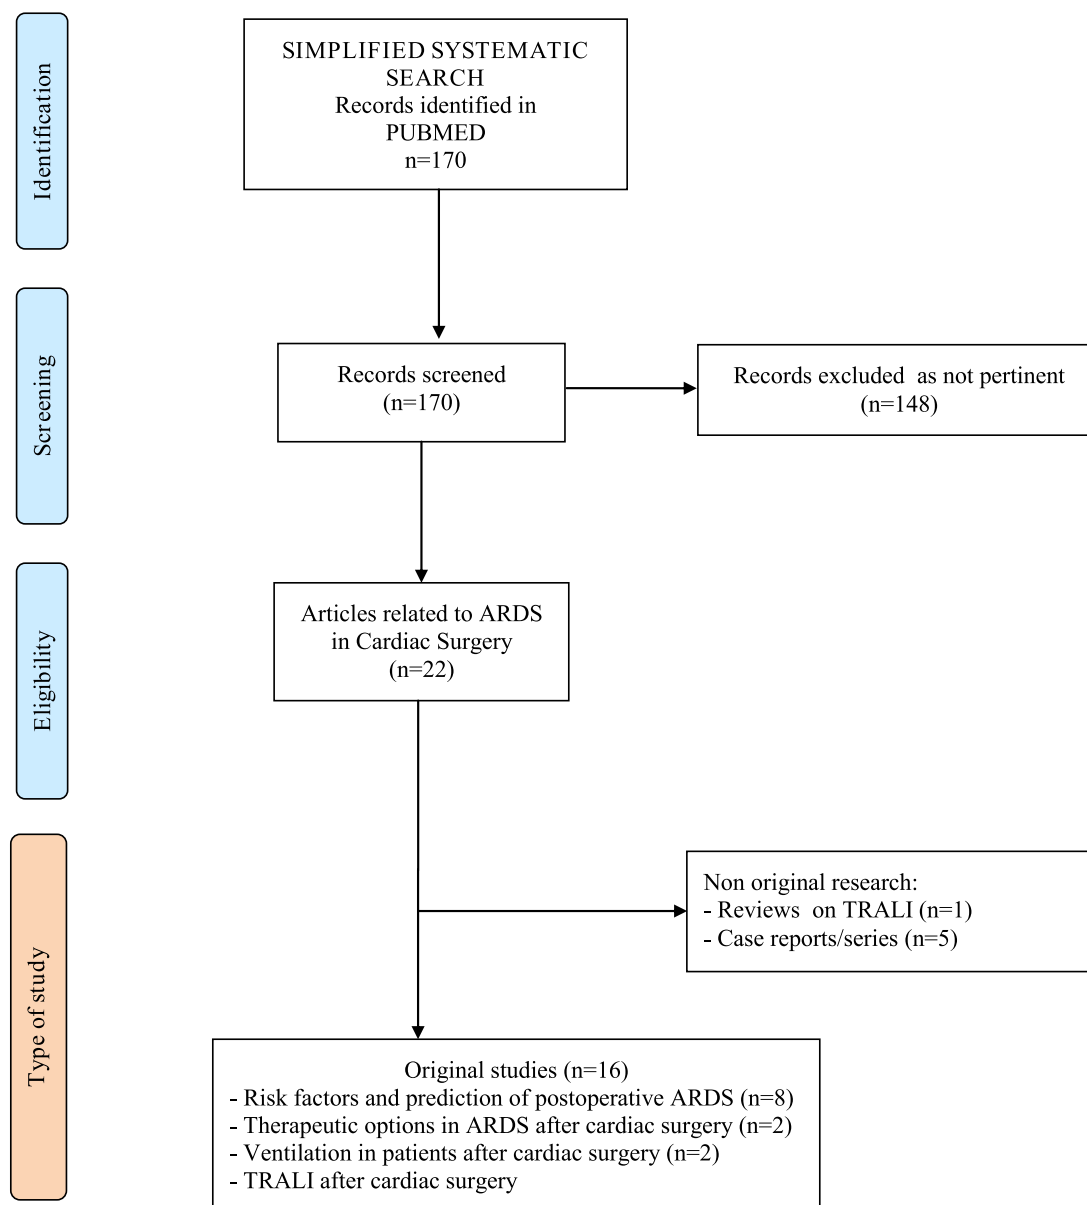 Identification
SIMPLIFIED SYSTEMATIC
SEARCH
Records identified in
PUBMED
n=170
Screening
Records screened
(n=170)
Records excluded as not pertinent
(n=148)
Eligibility
Articles related to ARDS
in Cardiac Surgery
(n=22)
Type of study
Non original research:
- Reviews on TRALI (n=1)
- Case reports/series (n=5)
Original studies (n=16)
- Risk factors and prediction of postoperative ARDS (n=8)
- Therapeutic options in ARDS after cardiac surgery (n=2)
- Ventilation in patients after cardiac surgery (n=2)
- TRALI after cardiac surgery